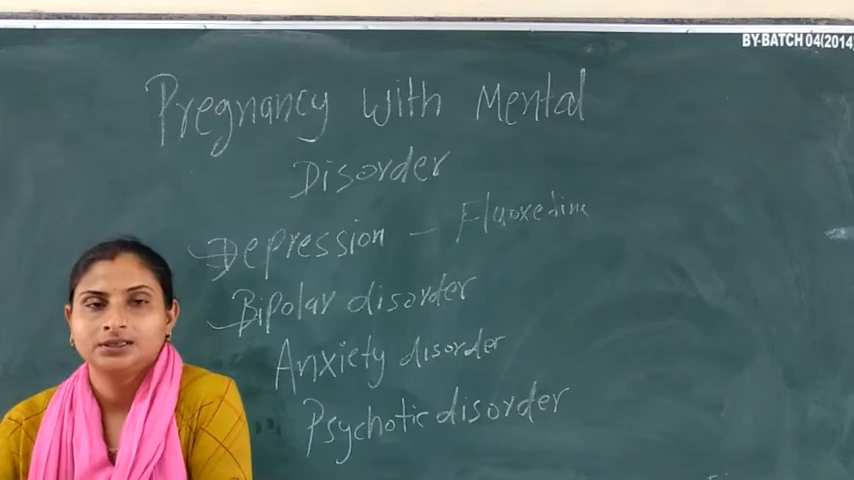 BY-BATCH 04(2014)
Pregnancy with Mental
Disorder
Depression - Fluoxetine
Bipolar disorder
Anxiety disorder
Psychotic disorder